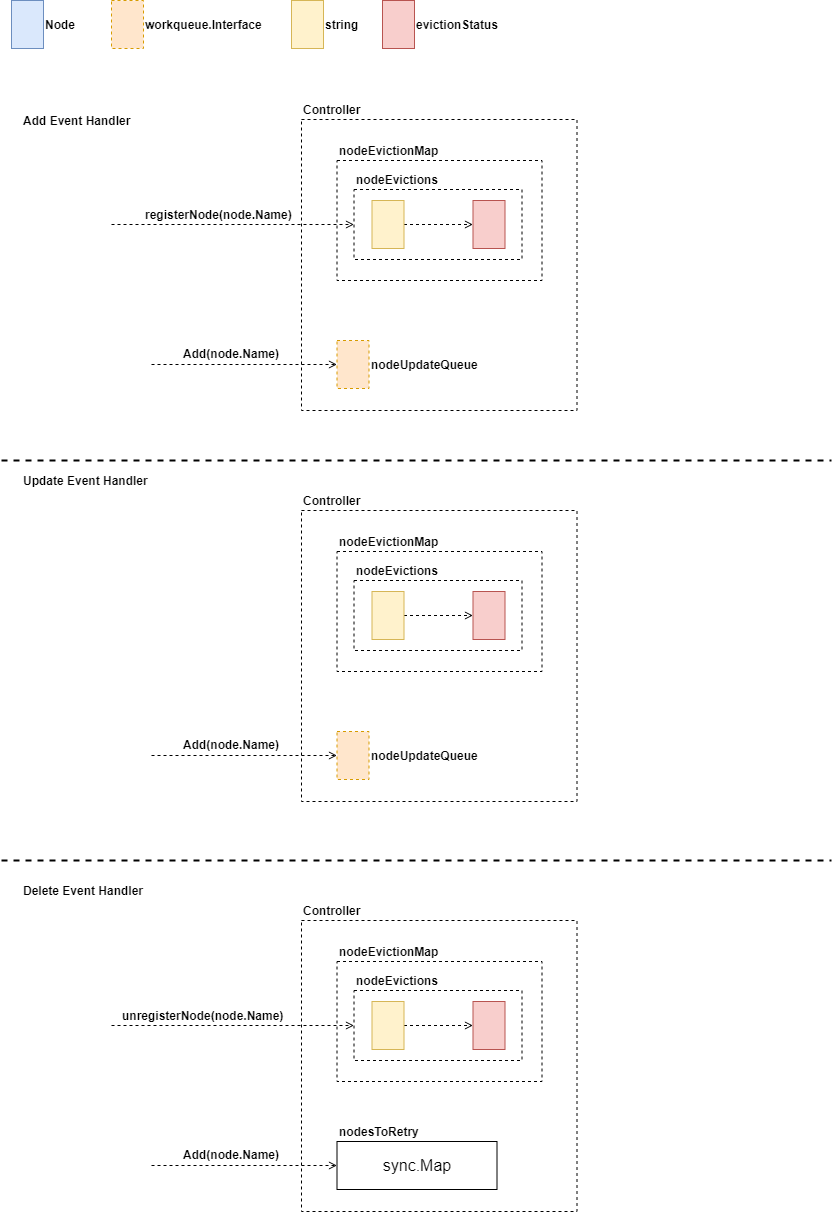 Node
workqueue.Interface
string
evictionStatus
Add Event Handler
Controller
nodeEvictionMap
nodeEvictions
registerNode(node.Name)
Add(node.Name)
nodeUpdateQueue
Update Event Handler
Controller
nodeEvictionMap
nodeEvictions
Add(node.Name)
nodeUpdateQueue
Delete Event Handler
Controller
nodeEvictionMap
nodeEvictions
unregisterNode(node.Name)
nodesToRetry
Add(node.Name)
sync.Map